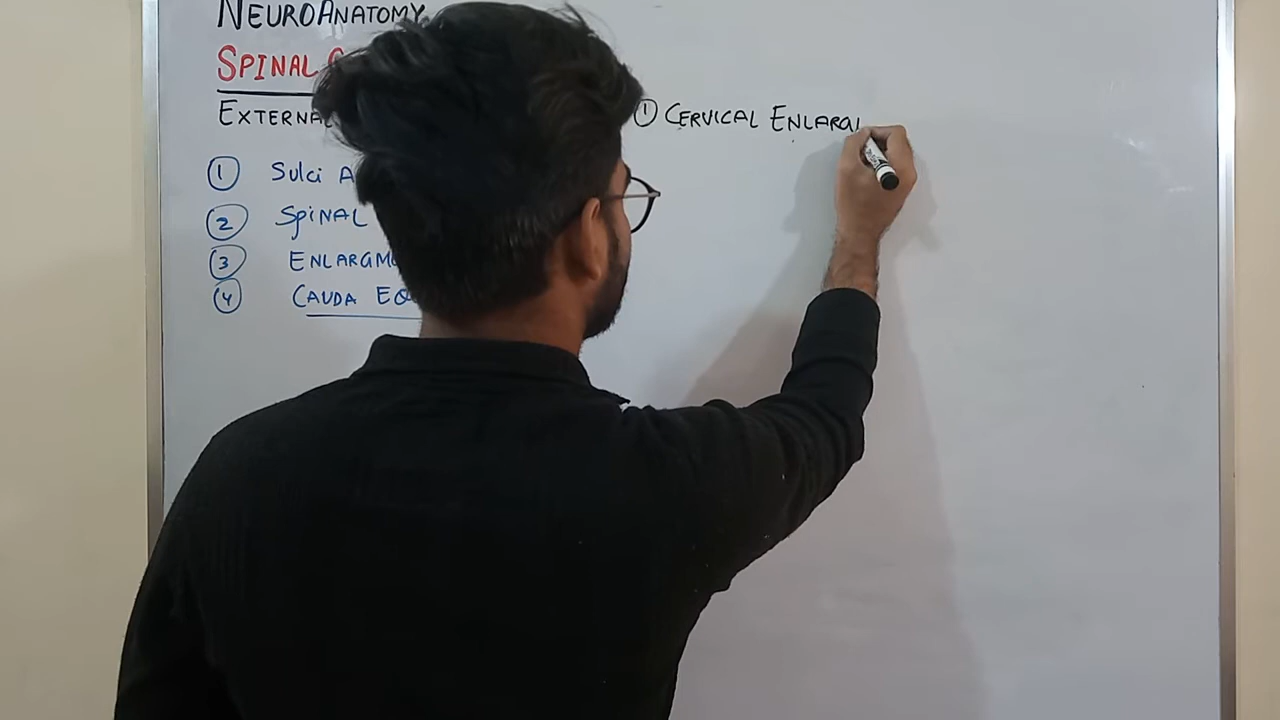 NEUROANATOMY
SPINAL
EXTERNAL
① Sulci A
② SPINAL
③ ENLARGM
④ CAUDA EQ
① CERVICAL ENLARG